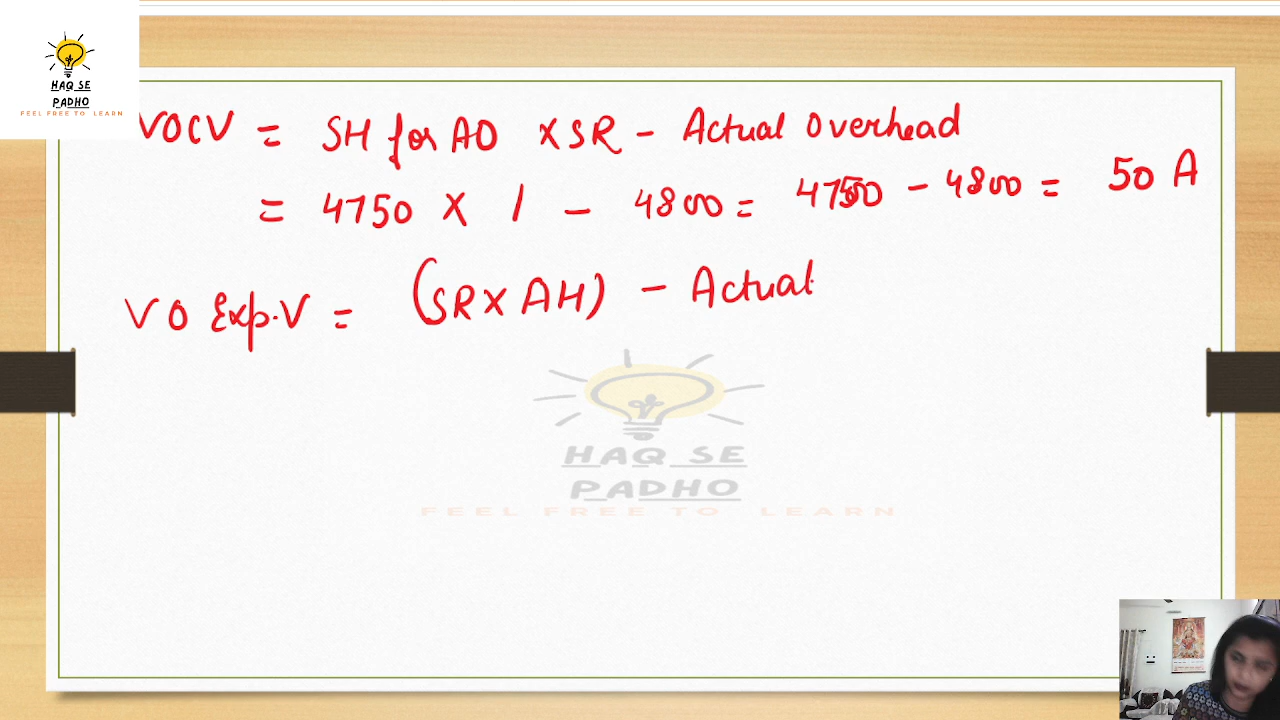 HAQ SE
PADHO
FEEL FREE TO LEARN
VOCV = SH for AO X SR - Actual Overhead
= 4750 X 1 - 4800 = 4750 - 4800 = 50 A
VO Exp. V = (SR X AH) - Actual
HAQ SE
PADHO
FEEL FREE TO LEARN